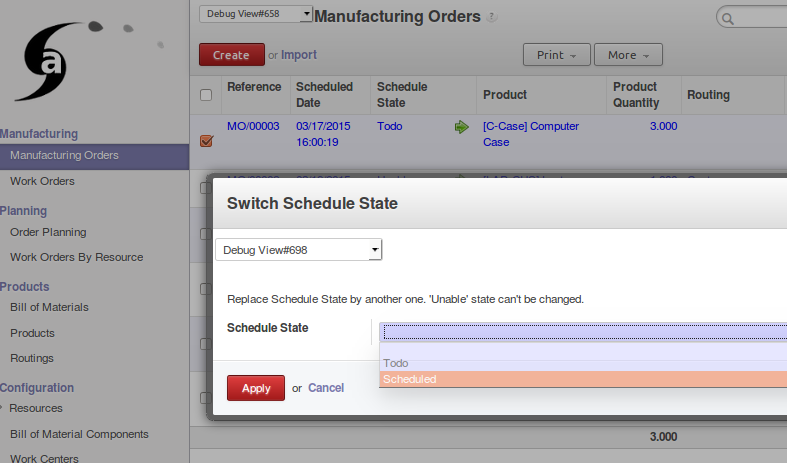 Debug View#658
Manufacturing Orders
?
Create or Import
Print
More
Reference
Scheduled Date
Schedule State
Product
Product Quantity
Routing
MO/00003
03/17/2015 16:00:19
Todo
[C-Case] Computer Case
3.000
a
Manufacturing
Manufacturing Orders
Work Orders
Planning
Order Planning
Work Orders By Resource
Products
Bill of Materials
Products
Routings
Configuration
Resources
Bill of Material Components
Work Centers
Switch Schedule State
Debug View#698
Replace Schedule State by another one. 'Unable' state can't be changed.
Schedule State
Todo
Scheduled
Apply or Cancel
3.000